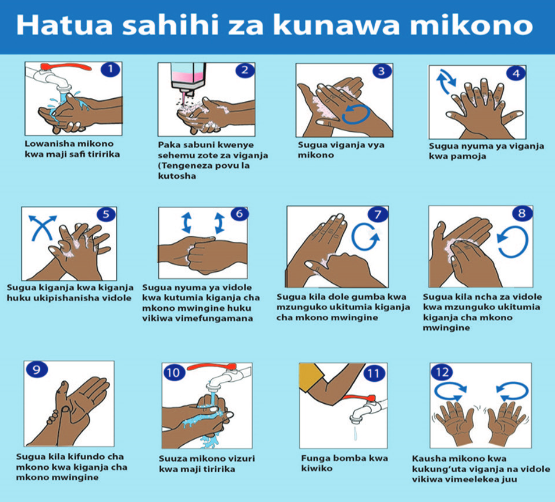 Hatua sahihi za kunawa mikono
1
Lowanisha mikono
kwa maji safi tiririka
2
Paka sabuni kwenye
sehemu zote za viganja
(Tengeneza povu la
kutosha
3
Sugua viganja vya
mikono
4
Sugua nyuma ya viganja
kwa pamoja
5
Sugua kiganja kwa kiganja
huku ukipishanisha vidole
6
Sugua nyuma ya vidole
kwa kutumia kiganja cha
mkono mwingine huku
vikiwa vimefungamana
7
Sugua kila dole gumba kwa
mzunguko ukitumia kiganja
cha mkono mwingine
8
Sugua kila ncha za vidole
kwa mzunguko ukitumia
kiganja cha mkono
mwingine
9
Sugua kila kifundo cha
mkono kwa kiganja cha
mkono mwingine
10
Suuza mikono vizuri
kwa maji tiririka
11
Funga bomba kwa
kiwiko
12
Kausha mikono kwa
kukung'uta viganja na vidole
vikiwa vimeelekea juu